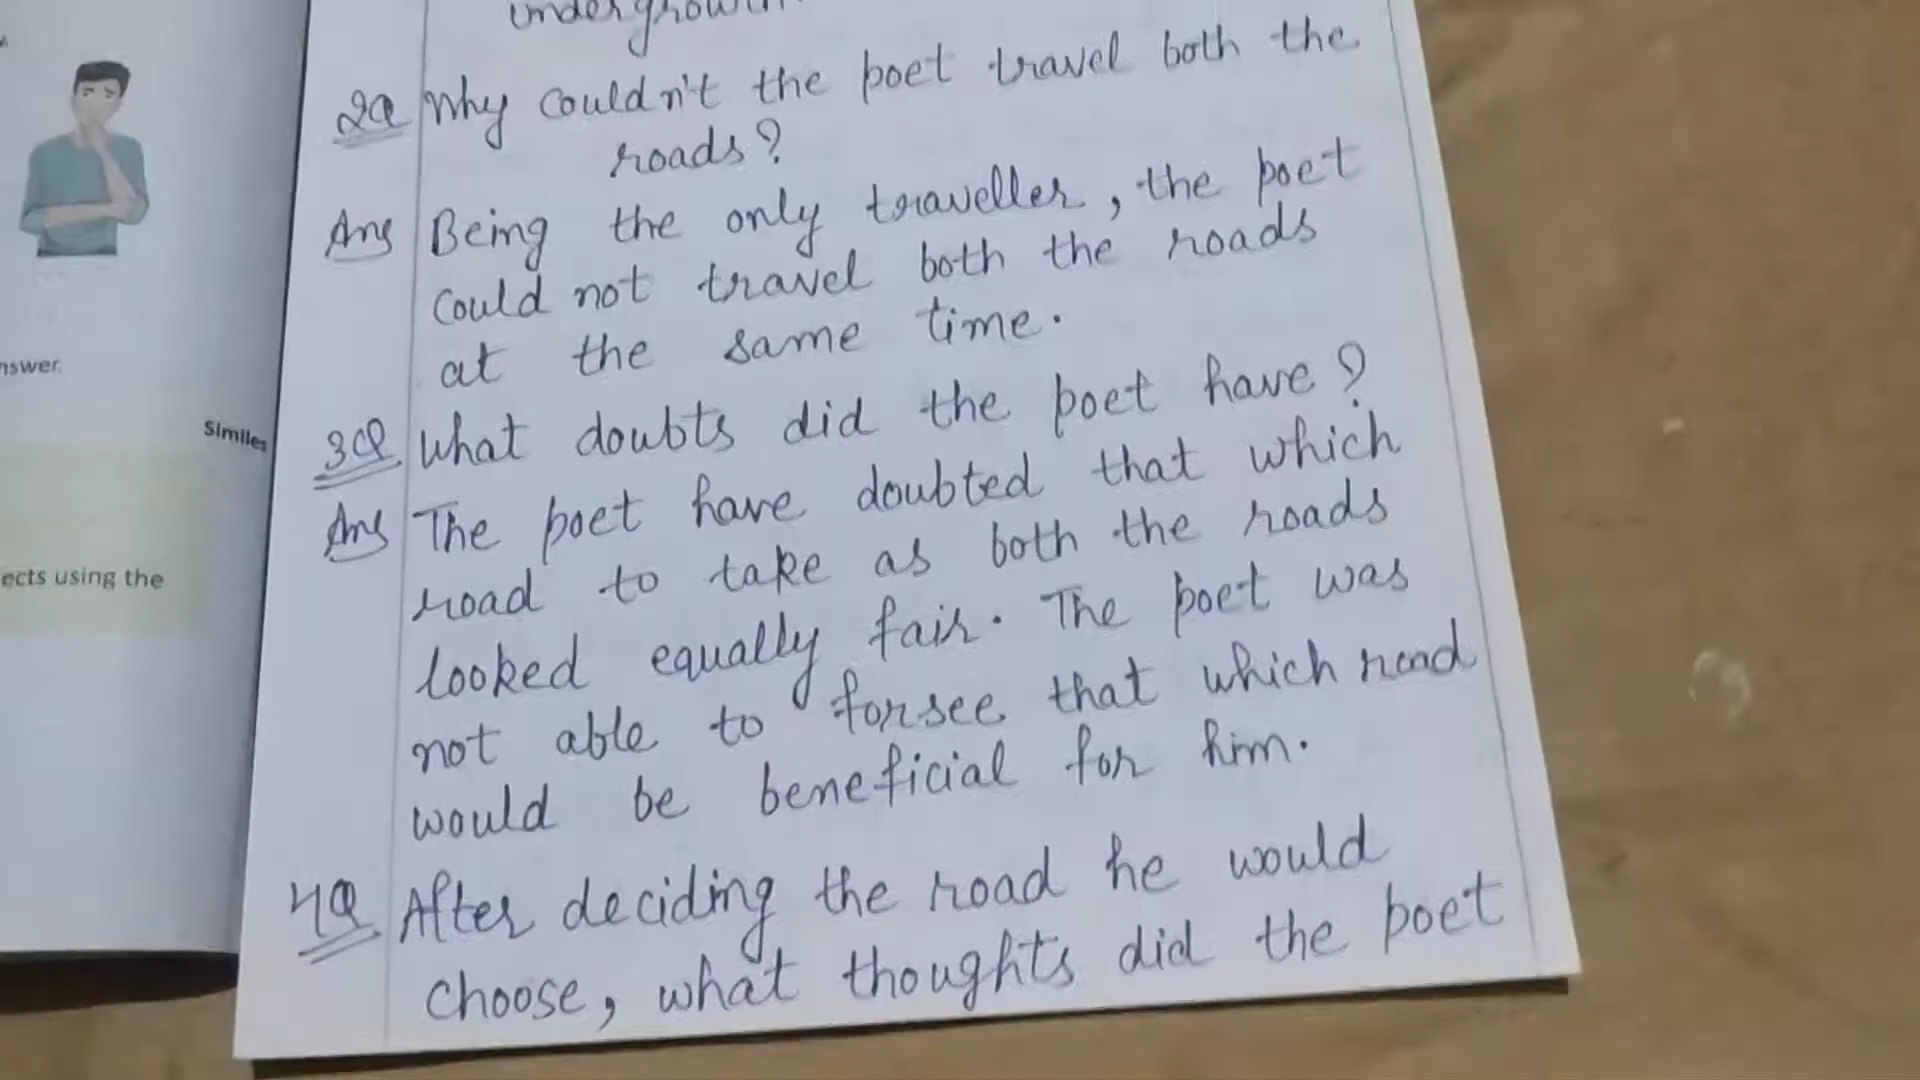 undergrowth.
2Q Why couldn't the poet travel both the
roads?
Ans Being the only traveller, the poet
could not travel both the roads
at the same time.
3Q What doubts did the poet have?
Ans The poet have doubted that which
road to take as both the roads
looked equally fair. The poet was
not able to forsee that which road
would be beneficial for him.
4Q After deciding the road he would
choose, what thoughts did the poet
nswer.
Similes
ects using the